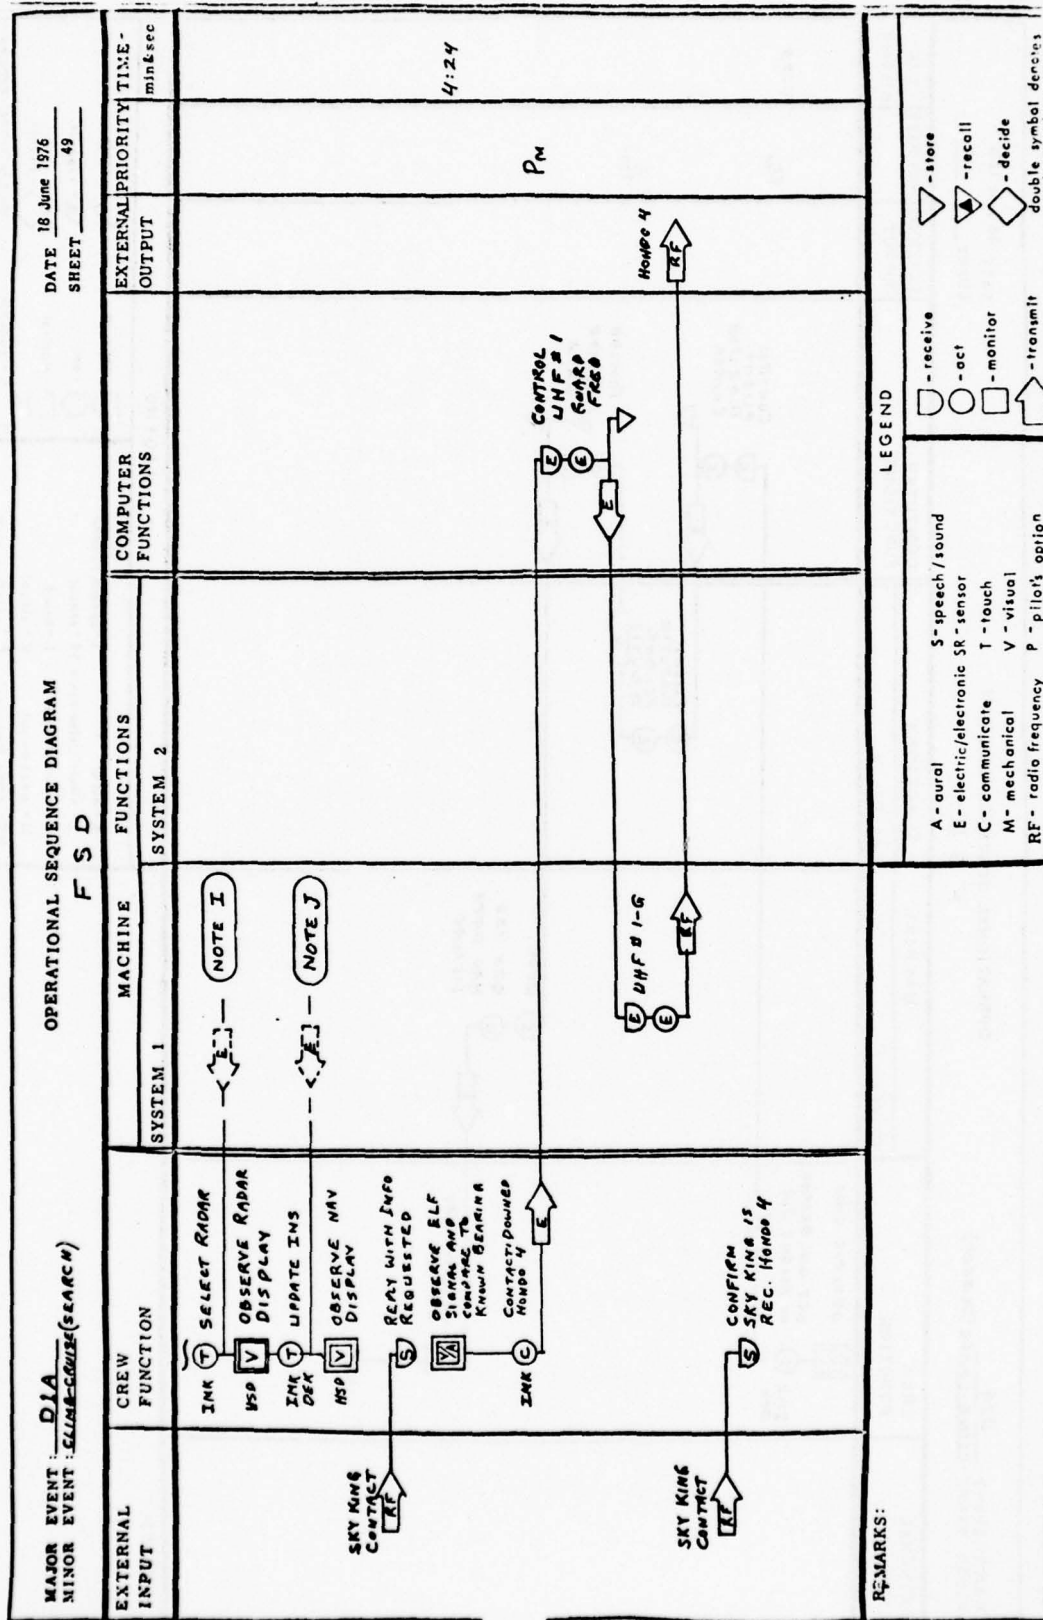 MAJOR EVENT: D1A
OPERATIONAL SEQUENCE DIAGRAM
DATE 18 June 1976
MINOR EVENT: CLIMB-CRUISE (SEARCH)
F S D
SHEET 49
EXTERNAL INPUT
CREW FUNCTION
MACHINE FUNCTIONS
SYSTEM 1
SYSTEM 2
COMPUTER FUNCTIONS
EXTERNAL OUTPUT
PRIORITY
TIME-
min&sec
IMK T SELECT RADAR
E
NOTE I
V OBSERVE RADAR
DISPLAY
IMK T UPDATE INS
DEK
E
NOTE J
HSD V OBSERVE NAV
DISPLAY
SKY KING
CONTACT
RF
S REPLY WITH INFO
REQUESTED
4:24
OBSERVE ELF
SIGNAL AND
COMPARE TO
KNOWN BEARING
IMK C CONTACT DOWNED
HONDO 4
E
E
E
CONTROL
UHF # 1
GUARD
FREQ
PM
E
UHF # 1-G
E
E
RF
HONDO 4
RF
SKY KING
CONTACT
RF
S CONFIRM
SKY KING IS
REC. HONDO 4
REMARKS:
LEGEND
A - aural
S - speech/sound
E - electric/electronic
SR - sensor
C - communicate
T - touch
M - mechanical
V - visual
RF - radio frequency
P - pilot's option
- receive
- store
- act
- recall
- monitor
- decide
- transmit
double symbol denotes